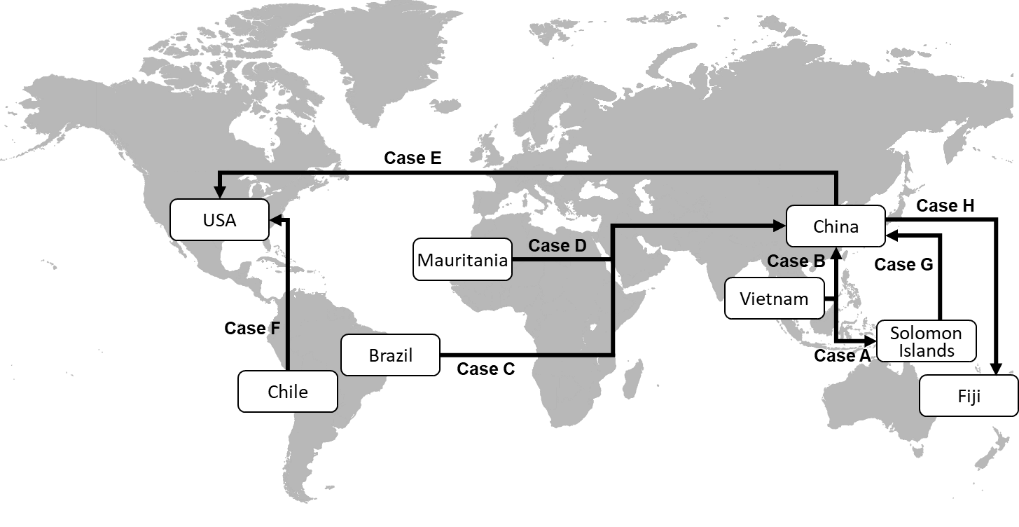 Case E
USA
China
Case H
Mauritania
Case D
Case B
Case G
Vietnam
Case F
Brazil
Case C
Case A
Solomon
Islands
Chile
Fiji